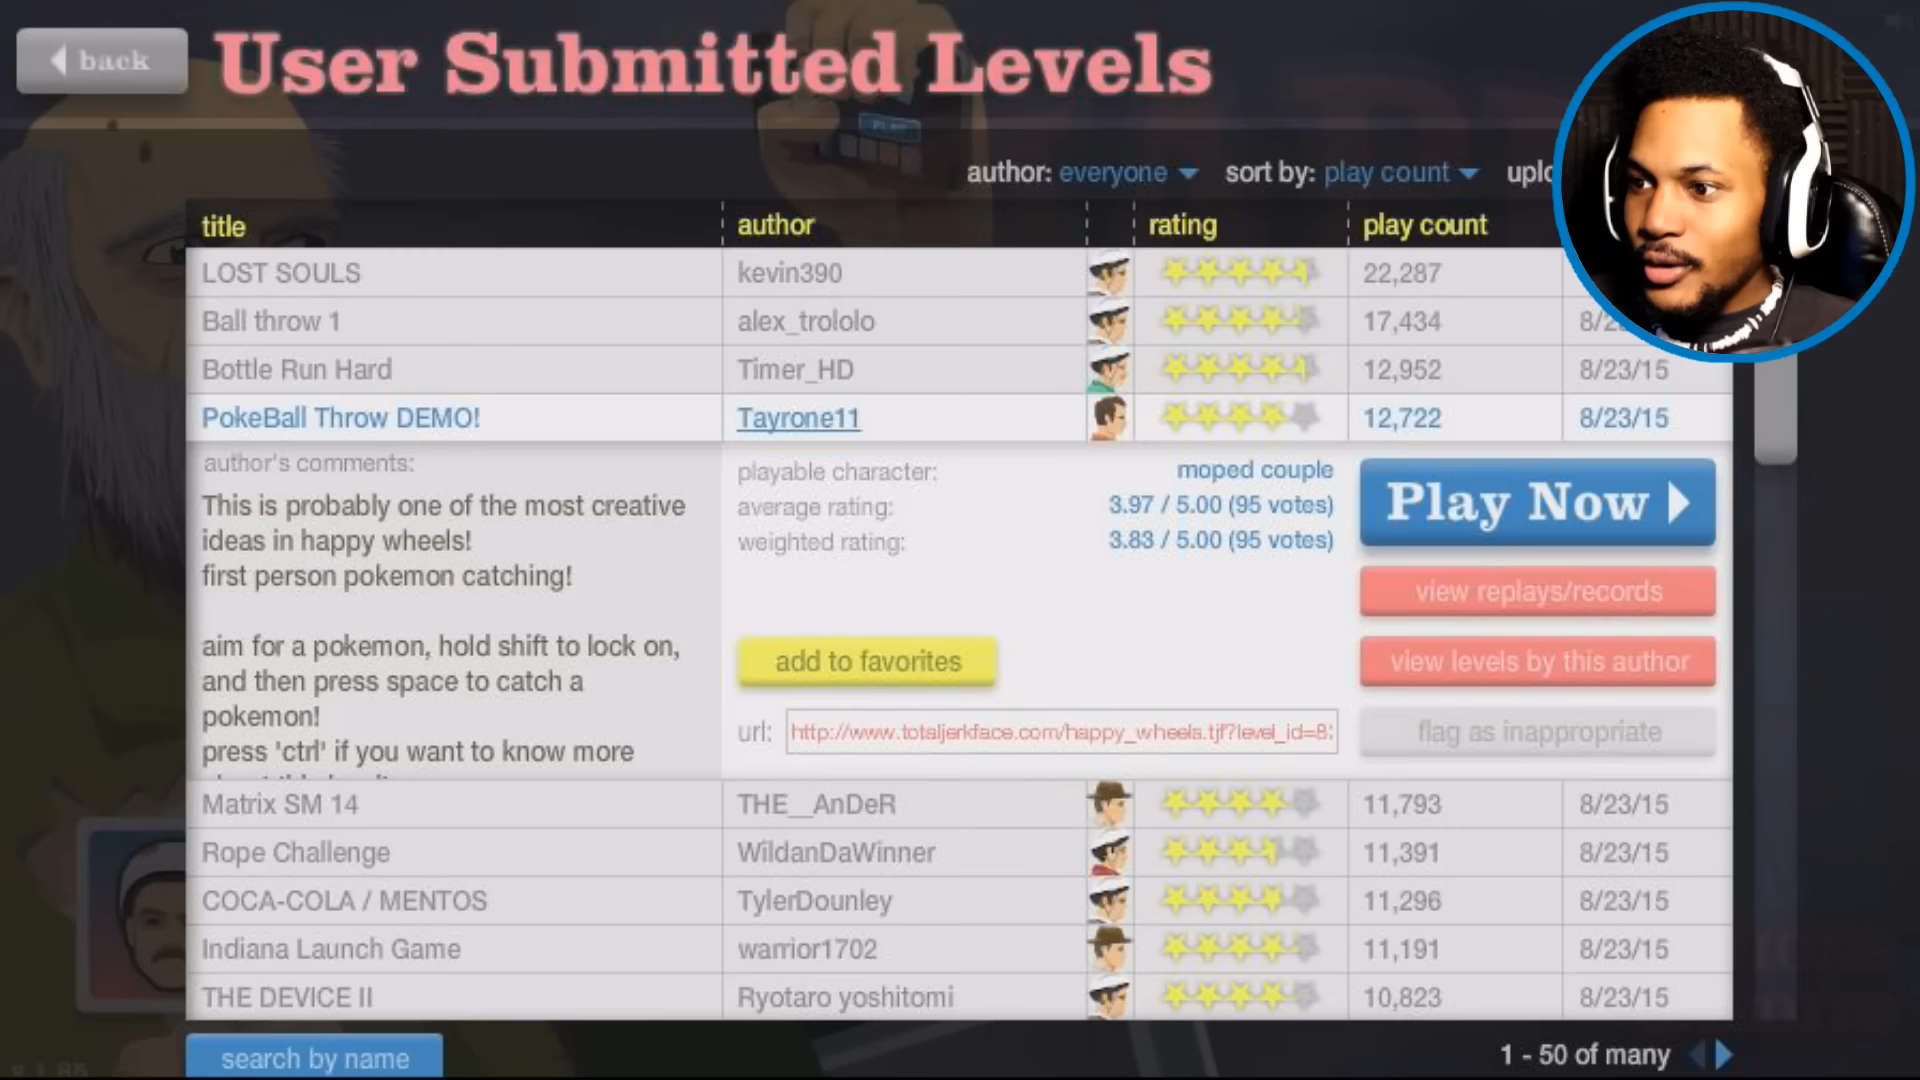 back
User Submitted Levels
PLAY
author: everyone sort by: play count
title author rating play count
LOST SOULS kevin390 22,287
Ball throw 1 alex_trololo 17,434
Bottle Run Hard Timer_HD 12,952 8/23/15
PokeBall Throw DEMO! Tayrone11 12,722 8/23/15
author's comments:
This is probably one of the most creative
ideas in happy wheels!
first person pokemon catching!
aim for a pokemon, hold shift to lock on,
and then press space to catch a
pokemon!
press 'ctrl' if you want to know more
playable character: moped couple
average rating: 3.97 / 5.00 (95 votes)
weighted rating: 3.83 / 5.00 (95 votes)
add to favorites
url: http://www.totaljerkface.com/happy_wheels.tjf?level_id=8
Play Now
view replays/records
view levels by this author
flag as inappropriate
Matrix SM 14 THE__AnDeR 11,793 8/23/15
Rope Challenge WildanDaWinner 11,391 8/23/15
COCA-COLA / MENTOS TylerDounley 11,296 8/23/15
Indiana Launch Game warrior1702 11,191 8/23/15
THE DEVICE II Ryotaro yoshitomi 10,823 8/23/15
search by name
1 - 50 of many